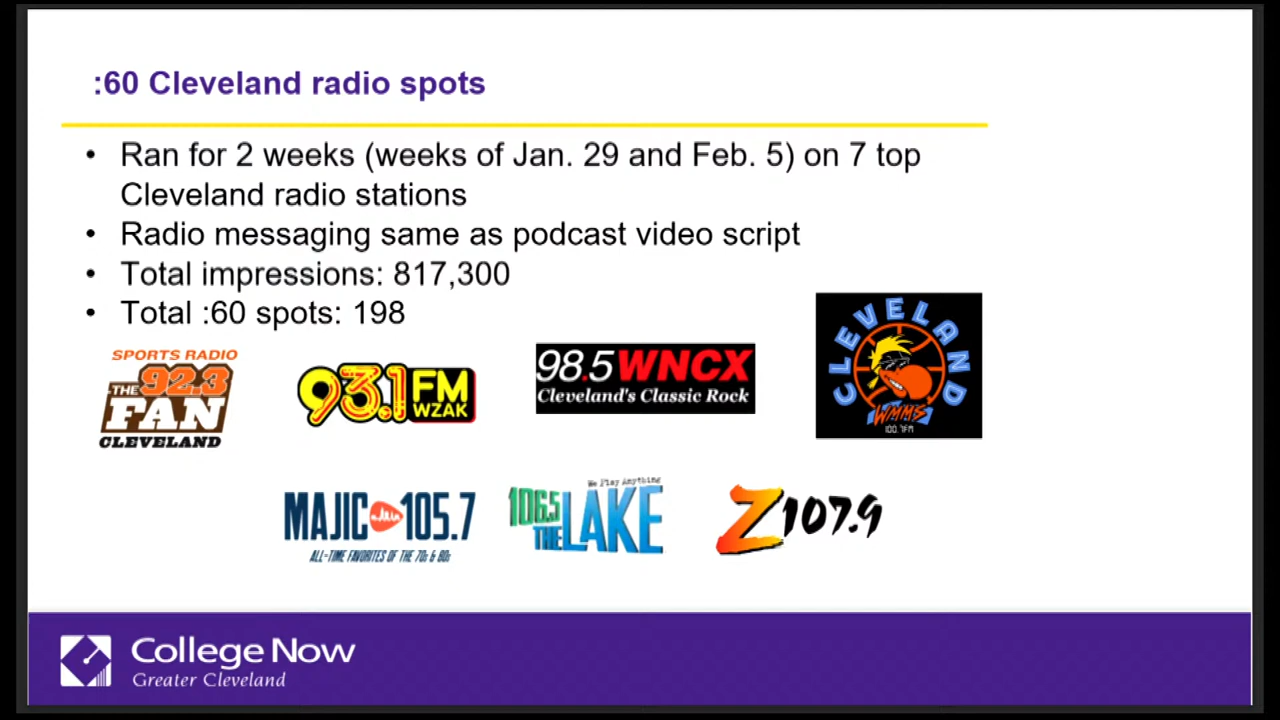 :60 Cleveland radio spots
• Ran for 2 weeks (weeks of Jan. 29 and Feb. 5) on 7 top
Cleveland radio stations
• Radio messaging same as podcast video script
• Total impressions: 817,300
• Total :60 spots: 198
SPORTS RADIO
92.3
THE
FAN
CLEVELAND
93.1 FM
WZAK
98.5 WNCX
Cleveland's Classic Rock
CLEVELAND
WMMS
100.7FM
MAJIC 105.7
ALL-TIME FAVORITES OF THE 70s & 80s
We Play Anything
106.5
THE LAKE
Z107.9
College Now
Greater Cleveland